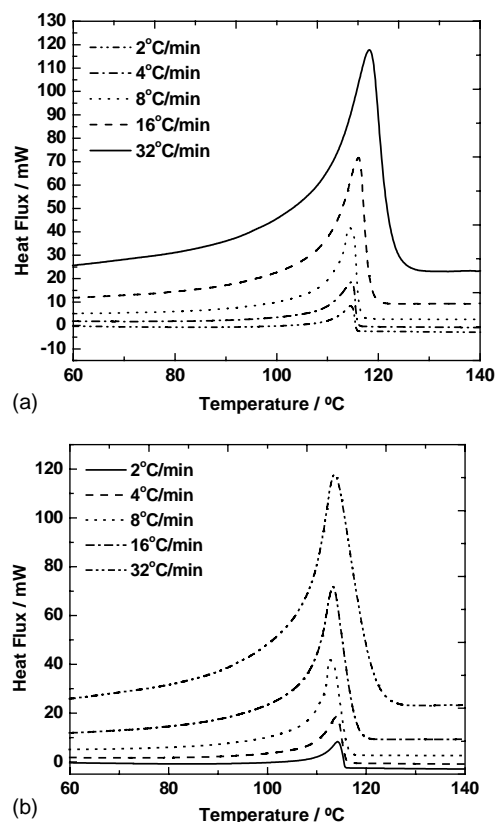 130
120
110
100
90
80
70
60
50
40
30
20
10
0
-10
2°C/min
4°C/min
8°C/min
16°C/min
32°C/min
Heat Flux / mW
60 80 100 120 140
Temperature / ºC
(a)
120
100
80
60
40
20
0
2°C/min
4°C/min
8°C/min
16°C/min
32°C/min
Heat Flux / mW
60 80 100 120 140
Temperature / ºC
(b)